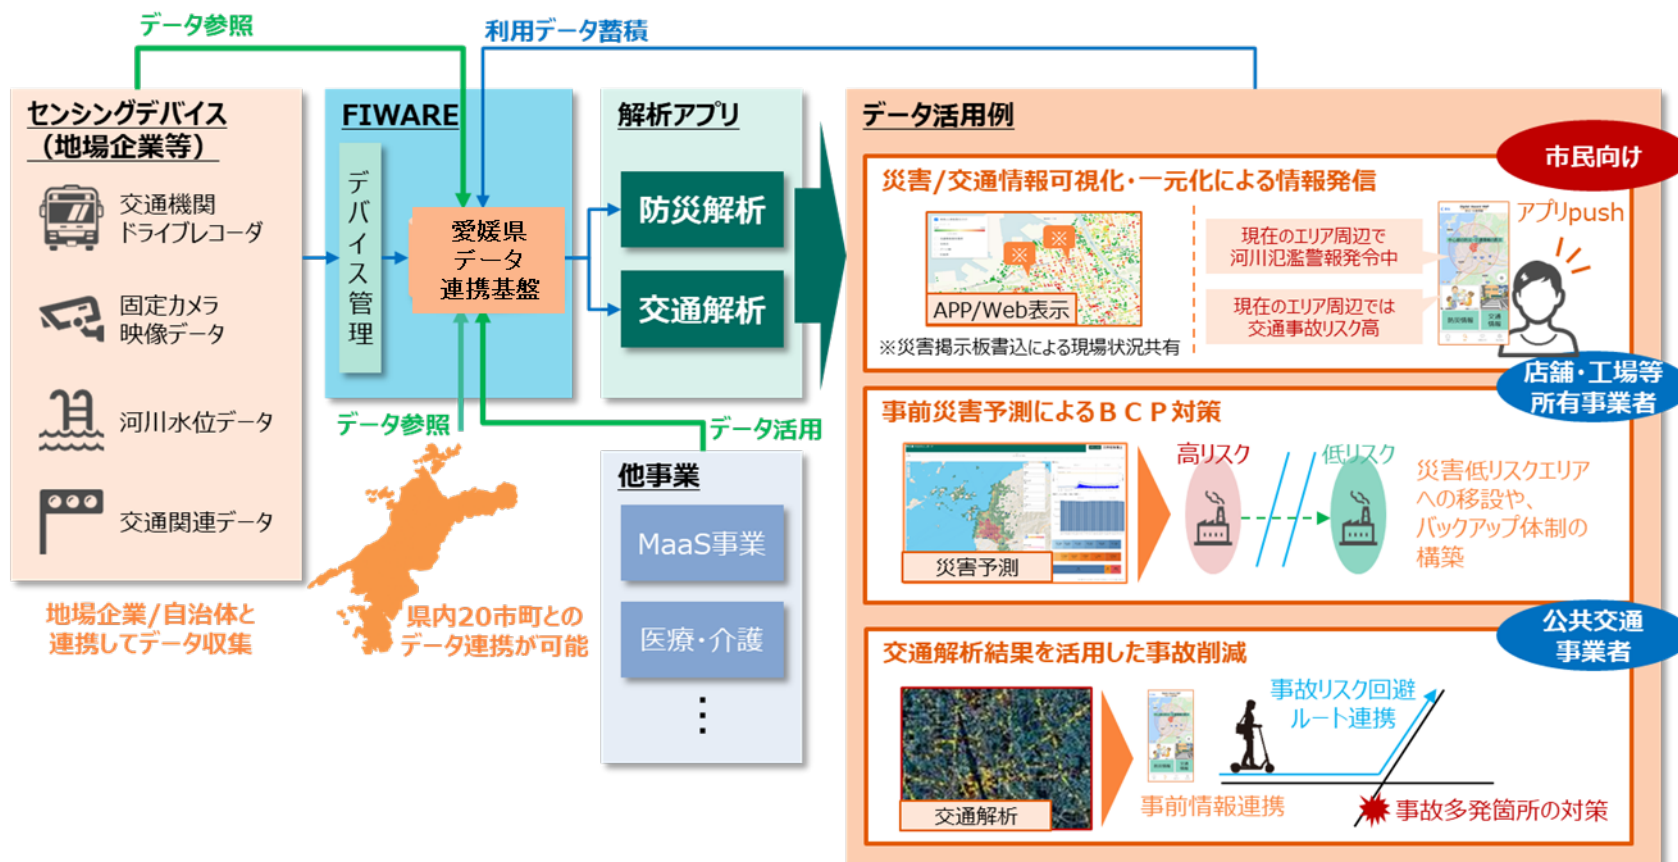 データ参照
利用データ蓄積
センシングデバイス
（地場企業等）
交通機関
ドライブレコーダ
固定カメラ
映像データ
河川水位データ
交通関連データ
地場企業/自治体と
連携してデータ収集
FIWARE
デバイス管理
愛媛県
データ
連携基盤
データ参照
県内20市町との
データ連携が可能
解析アプリ
防災解析
交通解析
データ活用
他事業
MaaS事業
医療・介護
データ活用例
市民向け
災害/交通情報可視化・一元化による情報発信
※
※
APP/Web表示
※災害掲示板書込による現場状況共有
現在のエリア周辺で
河川氾濫警報発令中
現在のエリア周辺では
交通事故リスク高
防災情報
交通
情報
アプリpush
店舗・工場等
所有事業者
事前災害予測によるＢＣＰ対策
災害予測
高リスク
低リスク
災害低リスクエリア
への移設や、
バックアップ体制の
構築
公共交通
事業者
交通解析結果を活用した事故削減
交通解析
事前情報連携
事故リスク回避
ルート連携
事故多発箇所の対策